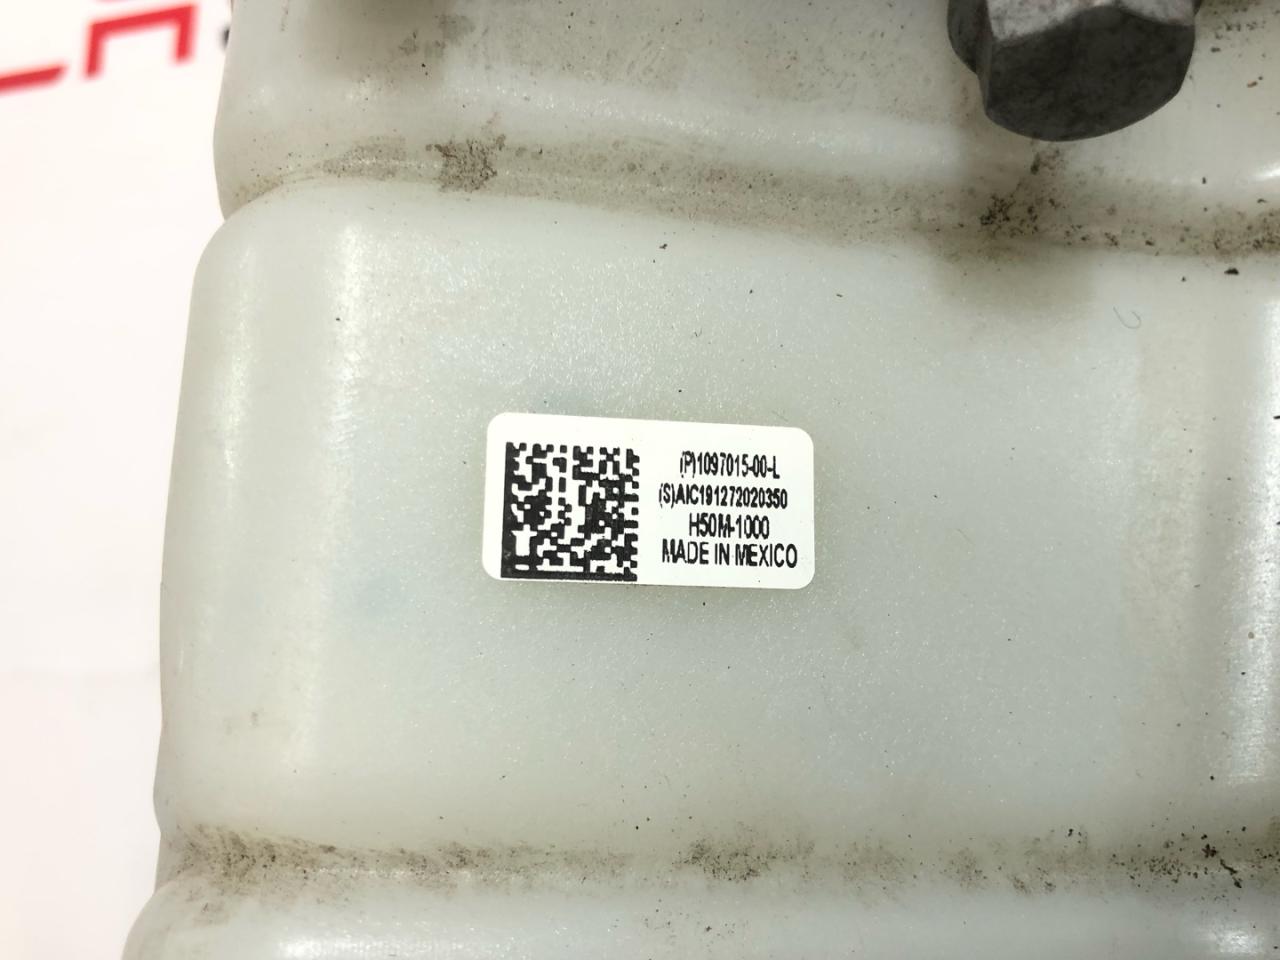 (P)1097015-00-L
(S)AIC191272020350
H50M-1000
MADE IN MEXICO